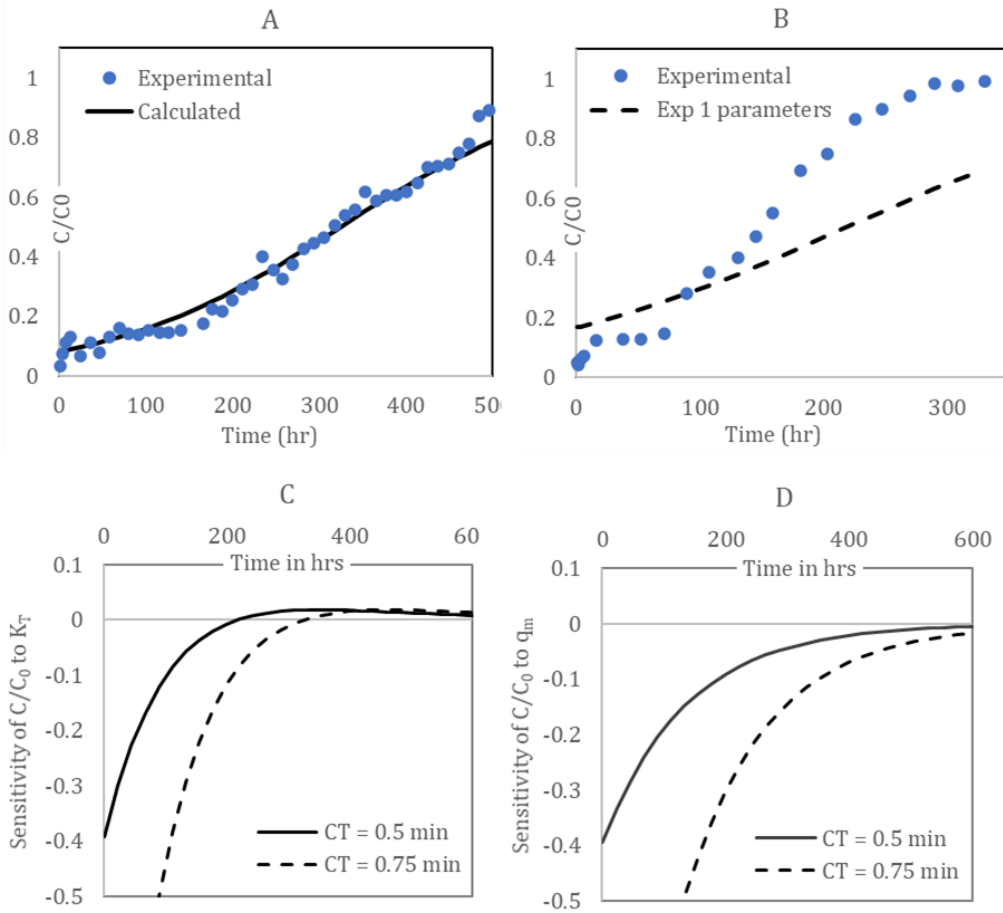 A
Experimental
Calculated
1
0.8
0.6
0.4
0.2
0
C/C0
0 100 200 300 400 50
Time (hr)
B
Experimental
Exp 1 parameters
1
0.8
0.6
0.4
0.2
0
C/C0
0 100 200 300
Time (hr)
C
0 200 400 60
Time in hrs
0.1
0
-0.1
-0.2
-0.3
-0.4
-0.5
Sensitivity of C/C₀ to K_T
CT = 0.5 min
CT = 0.75 min
D
0 200 400 600
Time in hrs
0.1
0
-0.1
-0.2
-0.3
-0.4
-0.5
Sensitivity of C/C₀ to qₘ
CT = 0.5 min
CT = 0.75 min